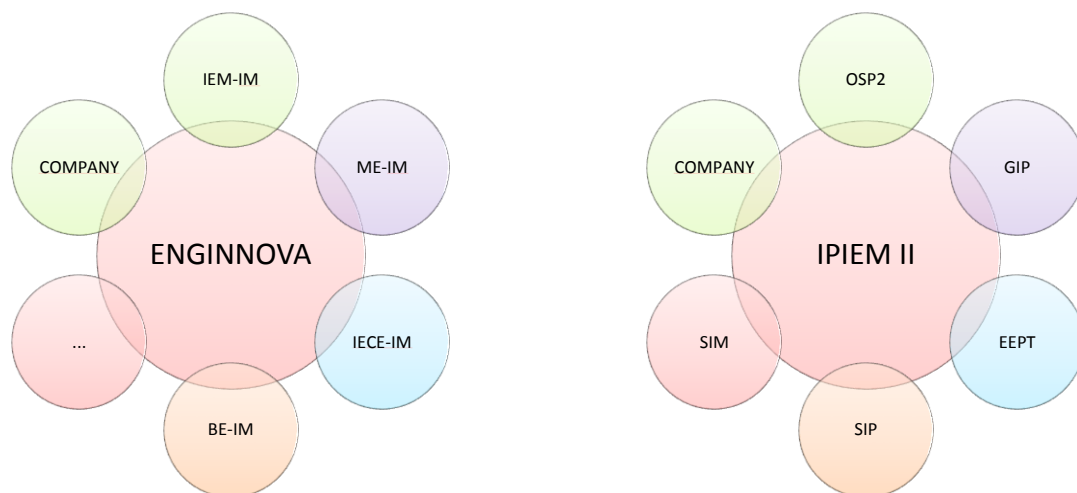 IEM-IM
COMPANY
ME-IM
ENGINNOVA
...
IECE-IM
BE-IM
OSP2
COMPANY
GIP
IPIEM II
SIM
EEPT
SIP